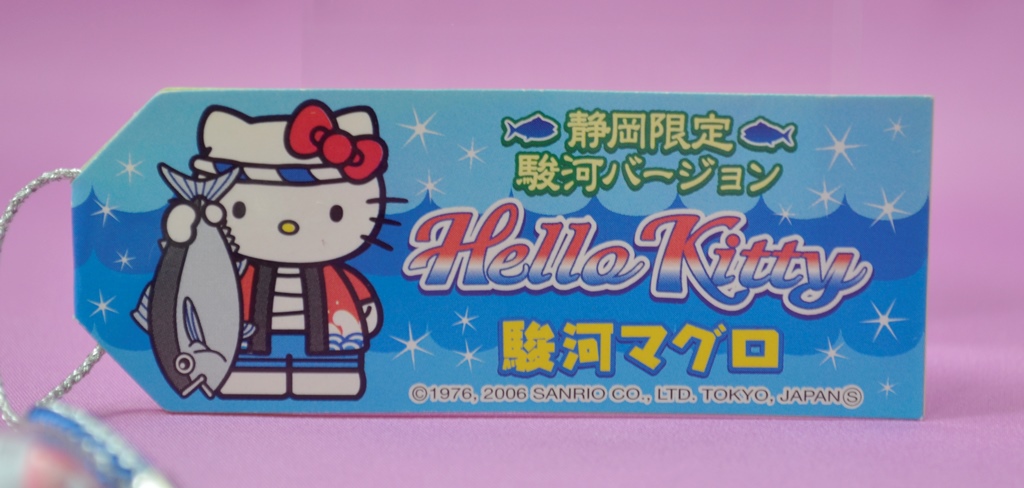 静岡限定
駿河バージョン
Hello Kitty
駿河マグロ
©1976, 2006 SANRIO CO., LTD. TOKYO, JAPAN Ⓢ